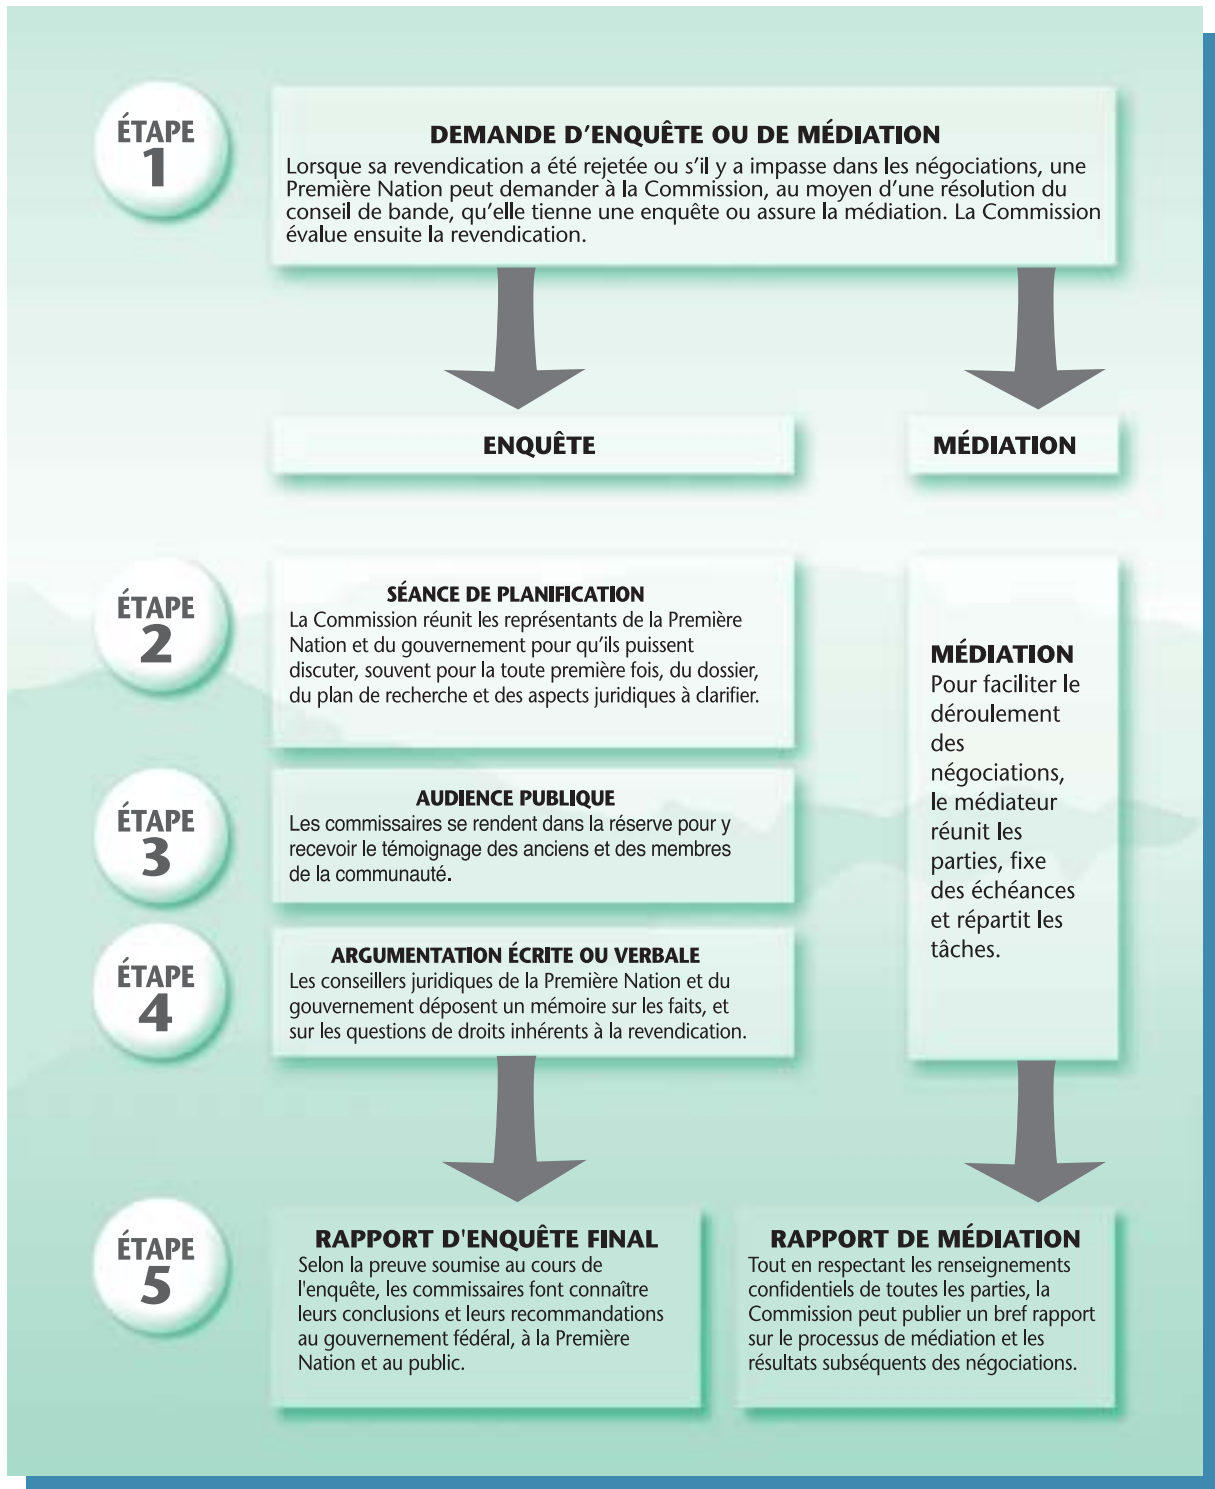 ÉTAPE
1
DEMANDE D'ENQUÊTE OU DE MÉDIATION
Lorsque sa revendication a été rejetée ou s'il y a impasse dans les négociations, une
Première Nation peut demander à la Commission, au moyen d'une résolution du
conseil de bande, qu'elle tienne une enquête ou assure la médiation. La Commission
évalue ensuite la revendication.
ENQUÊTE
MÉDIATION
ÉTAPE
2
SÉANCE DE PLANIFICATION
La Commission réunit les représentants de la Première
Nation et du gouvernement pour qu'ils puissent
discuter, souvent pour la toute première fois, du dossier,
du plan de recherche et des aspects juridiques à clarifier.
ÉTAPE
3
AUDIENCE PUBLIQUE
Les commissaires se rendent dans la réserve pour y
recevoir le témoignage des anciens et des membres
de la communauté.
ÉTAPE
4
ARGUMENTATION ÉCRITE OU VERBALE
Les conseillers juridiques de la Première Nation et du
gouvernement déposent un mémoire sur les faits, et
sur les questions de droits inhérents à la revendication.
MÉDIATION
Pour faciliter le
déroulement
des
négociations,
le médiateur
réunit les
parties, fixe
des échéances
et répartit les
tâches.
ÉTAPE
5
RAPPORT D'ENQUÊTE FINAL
Selon la preuve soumise au cours de
l'enquête, les commissaires font connaître
leurs conclusions et leurs recommandations
au gouvernement fédéral, à la Première
Nation et au public.
RAPPORT DE MÉDIATION
Tout en respectant les renseignements
confidentiels de toutes les parties, la
Commission peut publier un bref rapport
sur le processus de médiation et les
résultats subséquents des négociations.